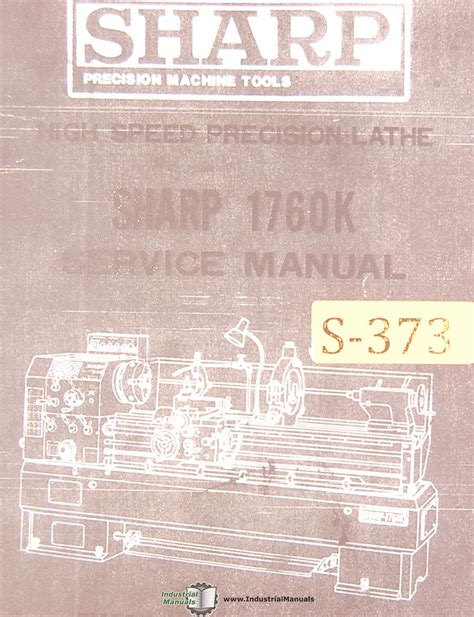 SHARP
PRECISION MACHINE TOOLS
HIGH SPEED PRECISION LATHE
SHARP 1760K
SERVICE MANUAL
S-373
Industrial
Manuals
www.IndustrialManuals